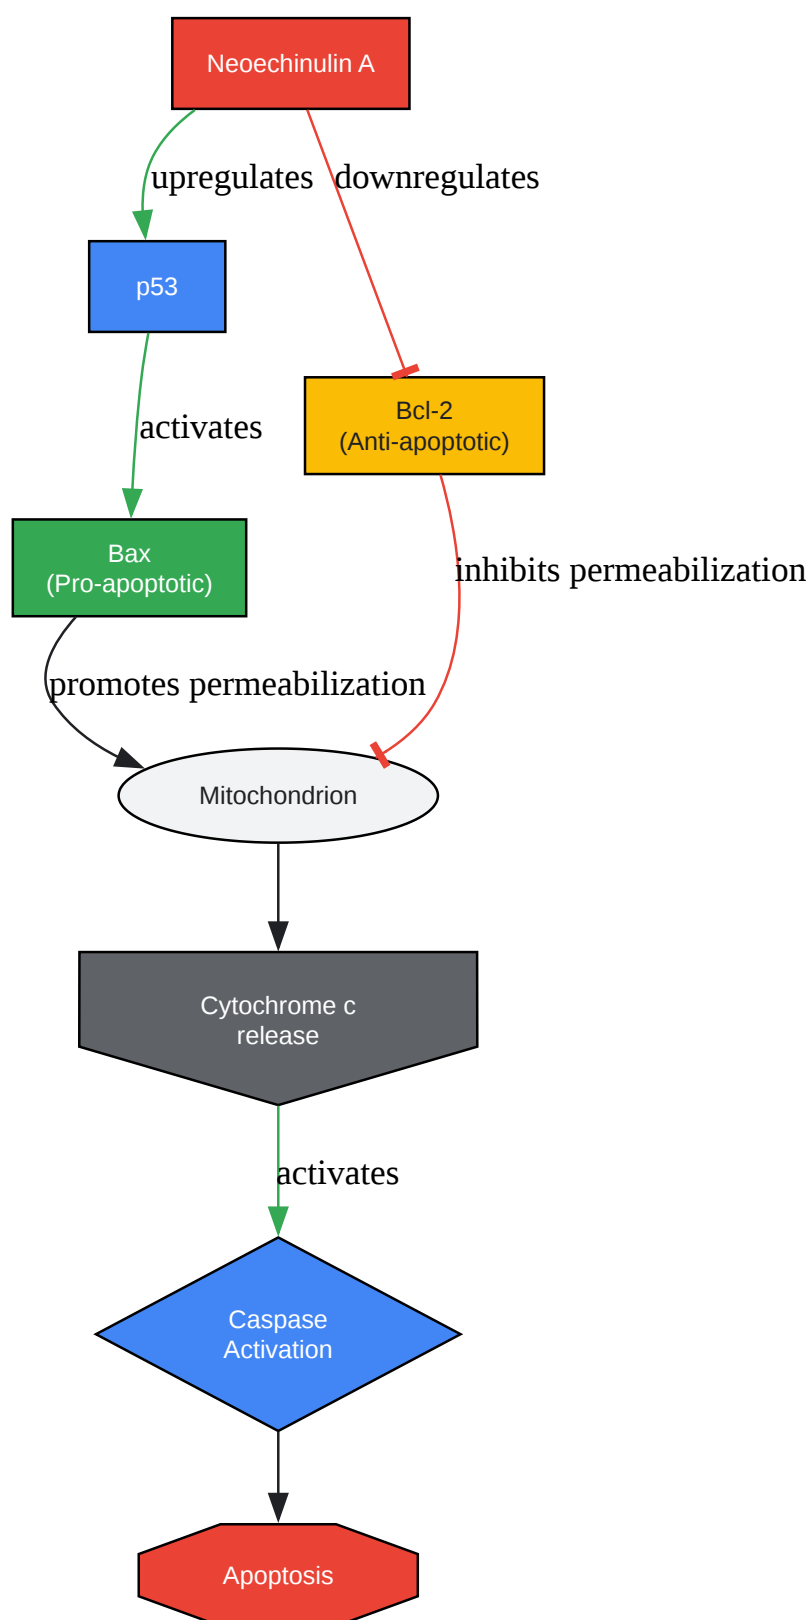 Neoechinulin A
upregulates
downregulates
p53
Bcl-2
(Anti-apoptotic)
activates
Bax
(Pro-apoptotic)
inhibits permeabilization
promotes permeabilization
Mitochondrion
Cytochrome c
release
activates
Caspase
Activation
Apoptosis